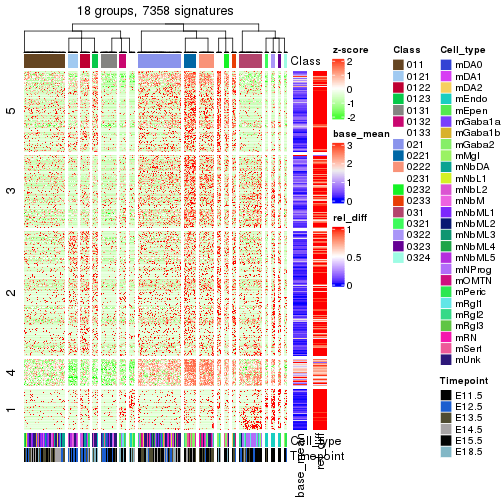 18 groups, 7358 signatures
Class
5
3
2
4
1
Cell_type
Timepoint
base_mean
rel_diff
z-score
2
1
0
-1
-2
base_mean
3
2
1
0
rel_diff
1
0.5
0
Class
011
0121
0122
0123
0131
0132
0133
021
0221
0222
0231
0232
0233
031
0321
0322
0323
0324
Cell_type
mDA0
mDA1
mDA2
mEndo
mEpen
mGaba1a
mGaba1b
mGaba2
mMgl
mNbDA
mNbL1
mNbL2
mNbM
mNbML1
mNbML2
mNbML3
mNbML4
mNbML5
mNProg
mOMTN
mPeric
mRgl1
mRgl2
mRgl3
mRN
mSert
mUnk
Timepoint
E11.5
E12.5
E13.5
E14.5
E15.5
E18.5